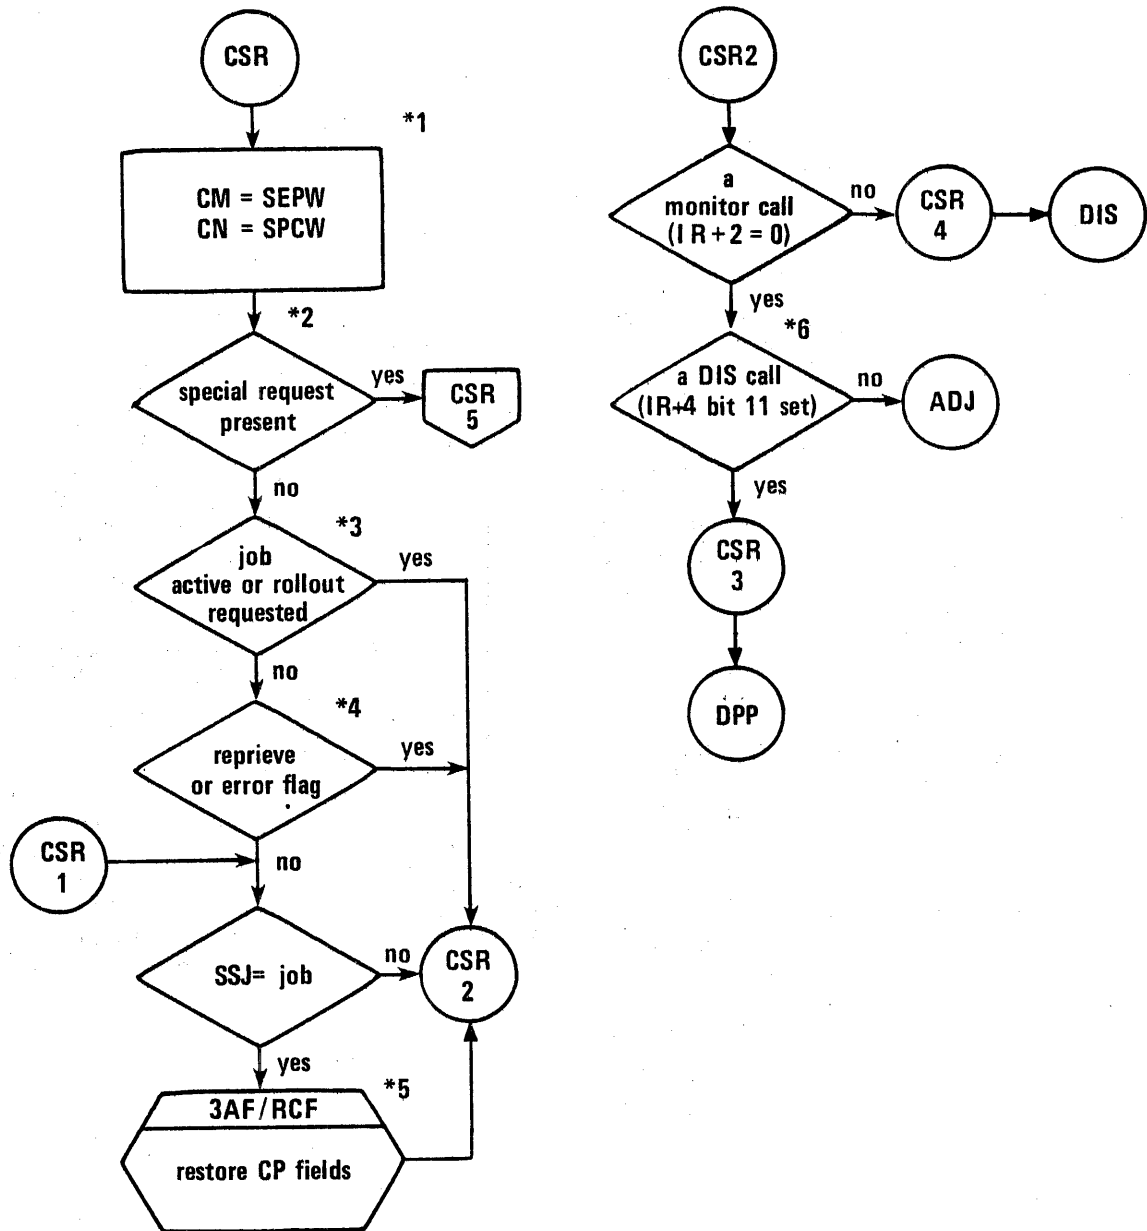 CSR
*1
CM = SEPW
CN = SPCW
*2
special request
present
yes
CSR
5
no
*3
job
active or rollout
requested
yes
no
*4
reprieve
or error flag
yes
CSR
1
no
SSJ= job
no
CSR
2
yes
*5
3AF/RCF
restore CP fields
CSR2
a
monitor call
(IR+2=0)
no
CSR
4
DIS
yes
*6
a DIS call
(IR+4 bit 11 set)
no
ADJ
yes
CSR
3
DPP